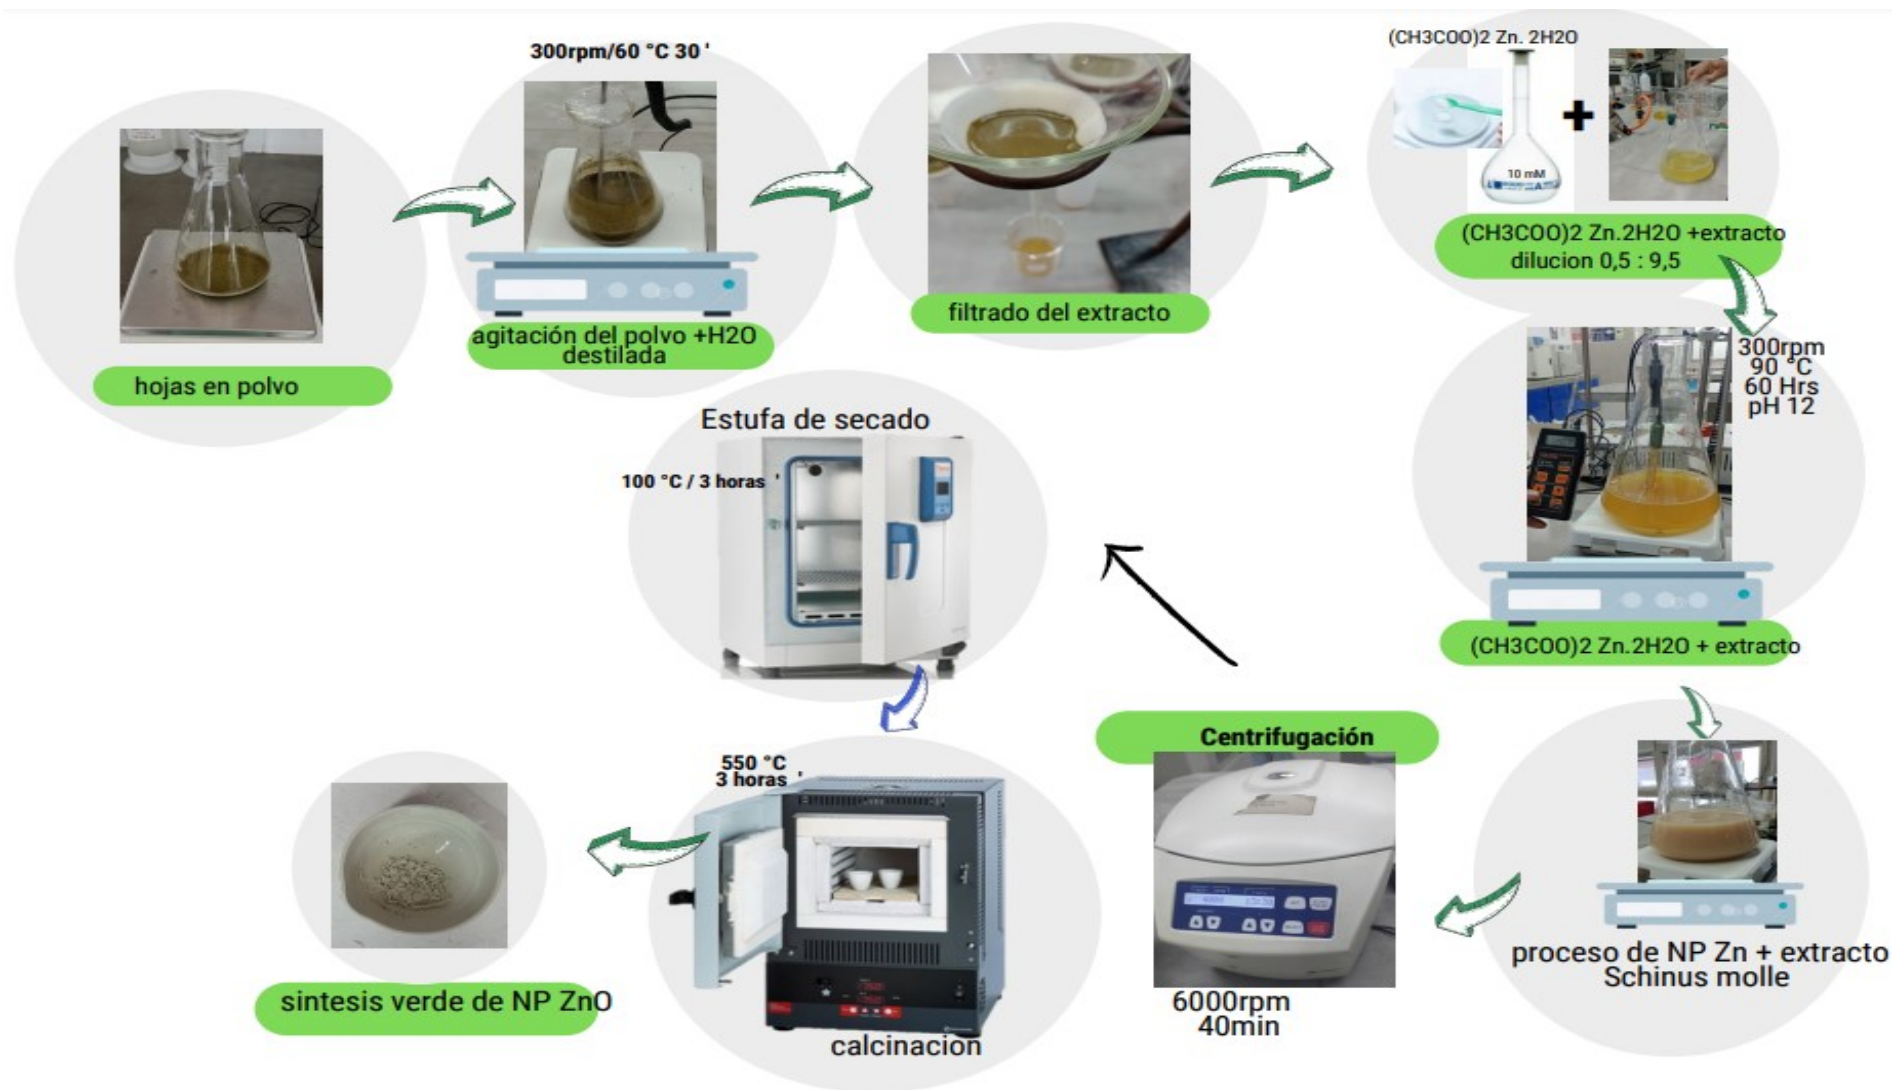 300rpm/60 °C 30 '
(CH3COO)2 Zn. 2H2O
10 mM
(CH3COO)2 Zn.2H2O +extracto
dilucion 0,5 : 9,5
filtrado del extracto
agitación del polvo +H2O
destilada
hojas en polvo
300rpm
90 °C
60 Hrs
pH 12
(CH3COO)2 Zn.2H2O + extracto
proceso de NP Zn + extracto
Schinus molle
Centrifugación
6000rpm
40min
Estufa de secado
100 °C / 3 horas '
550 °C
3 horas '
calcinacion
sintesis verde de NP ZnO